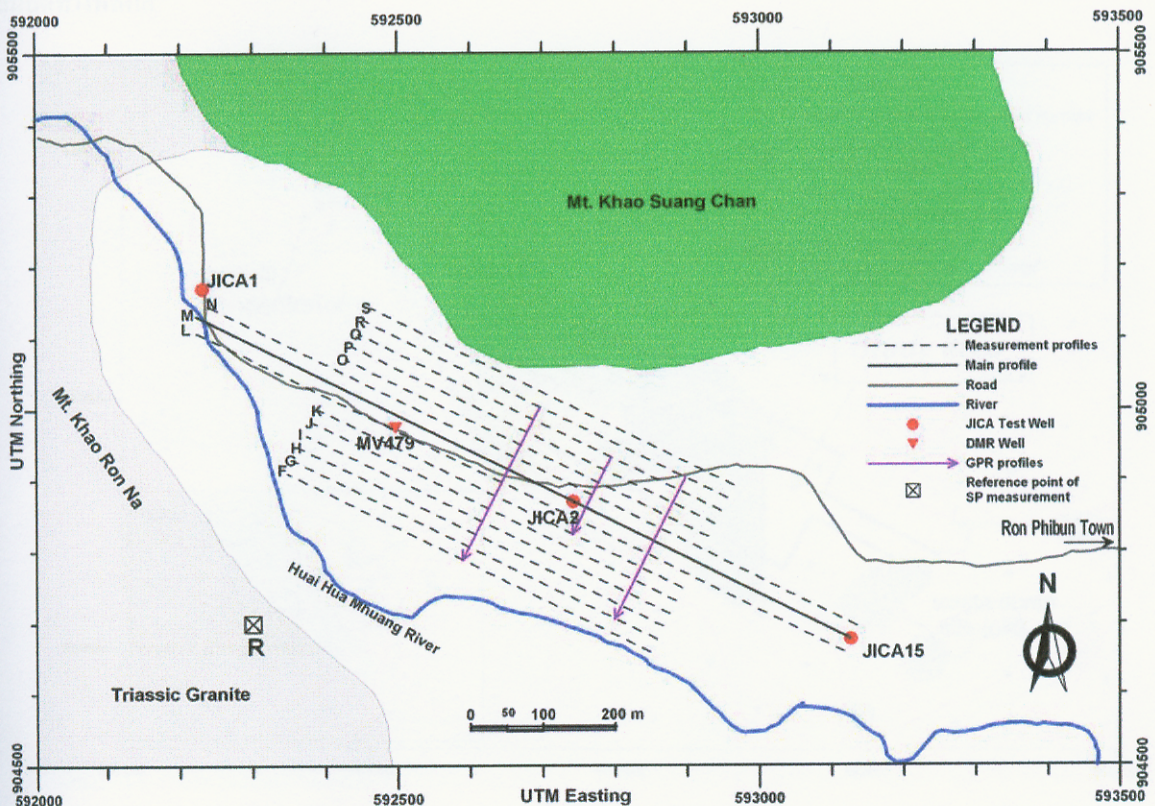 592000
592500
593000
593500
905500
905500
Mt. Khao Suang Chan
JICA1
N
M
L
S
R
Q
P
O
LEGEND
Measurement profiles
Main profile
Road
River
JICA Test Well
DMR Well
GPR profiles
Reference point of
SP measurement
UTM Northing
905000
905000
Mt. Khao Ron Na
K
J
I
H
G
F
MV479
JICA2
Ron Phibun Town
Huai Hua Mhuang River
N
R
JICA15
Triassic Granite
0 50 100 200 m
904500
904500
592000
592500
UTM Easting
593000
593500